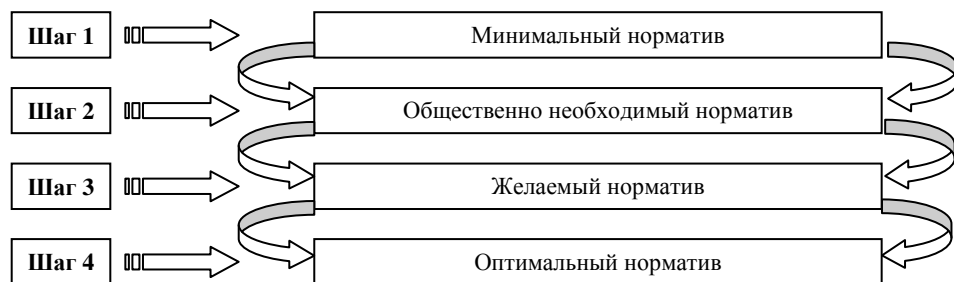 Шаг 1 Минимальный норматив
Шаг 2 Общественно необходимый норматив
Шаг 3 Желаемый норматив
Шаг 4 Оптимальный норматив